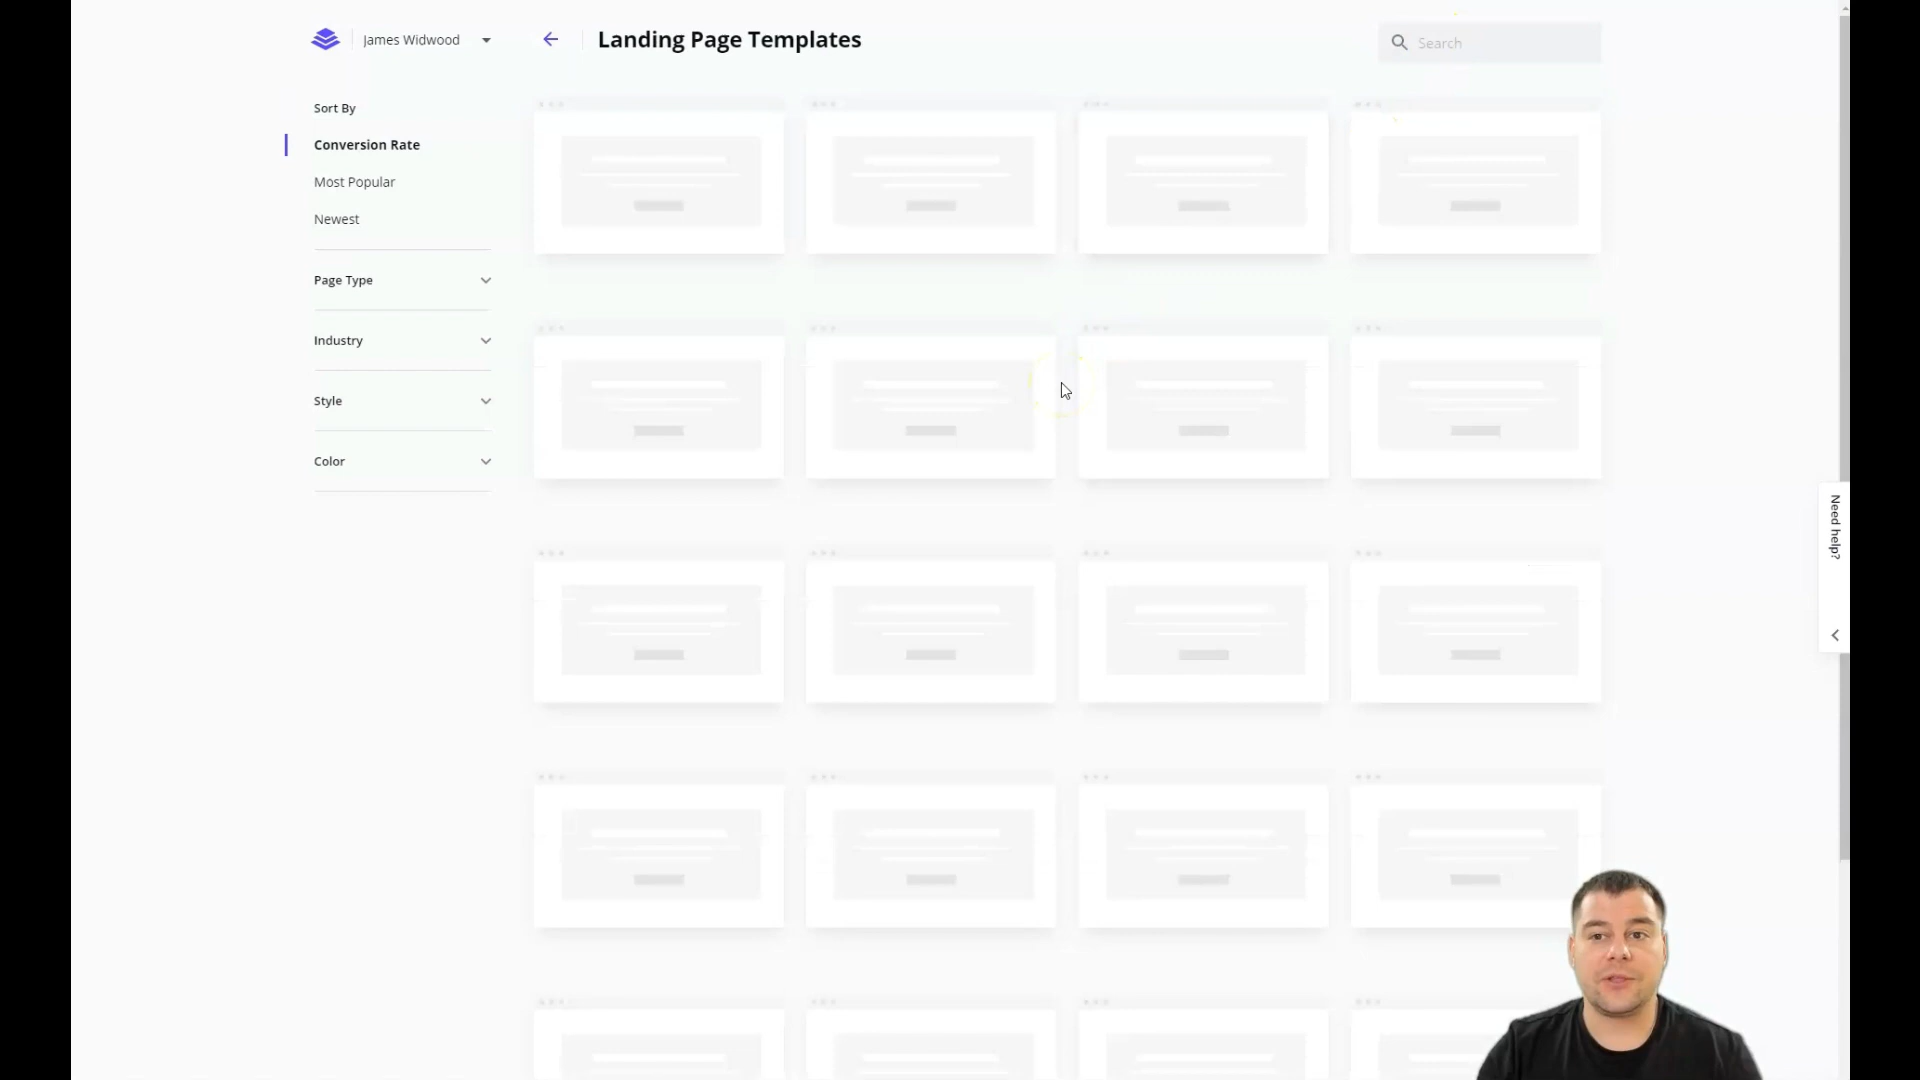 James Widwood
Landing Page Templates
Search
Sort By
Conversion Rate
Most Popular
Newest
Page Type
Industry
Style
Color
Need help?